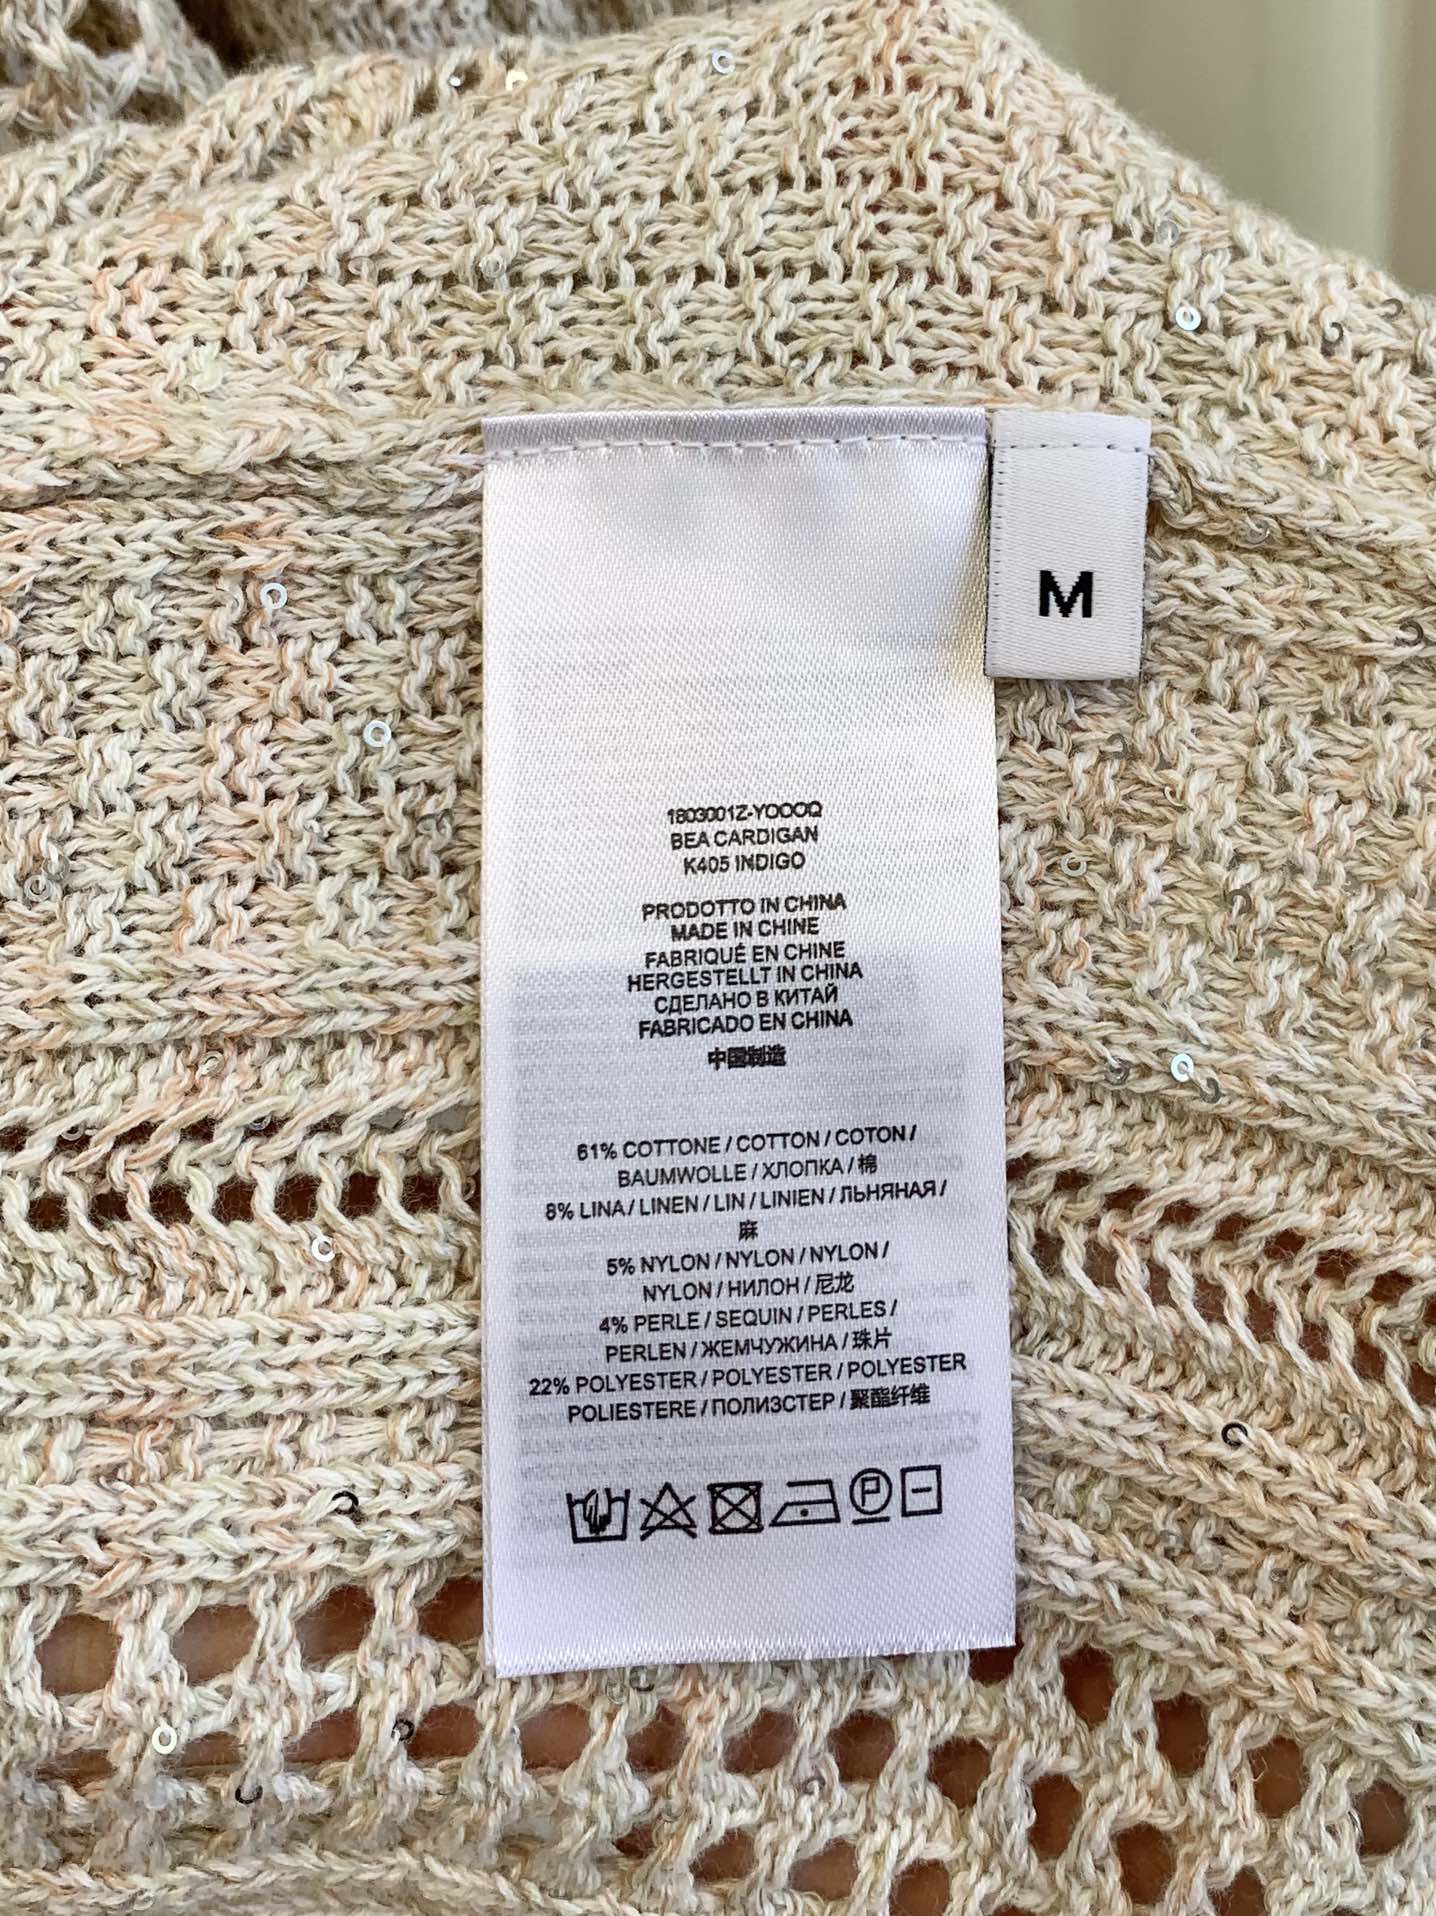 M
1803001Z-YOOOQ
BEA CARDIGAN
K405 INDIGO
PRODOTTO IN CHINA
MADE IN CHINE
FABRIQUÉ EN CHINE
HERGESTELLT IN CHINA
СДЕЛАНО В КИТАЙ
FABRICADO EN CHINA
中国制造
61% COTTONE / COTTON / COTON /
BAUMWOLLE / ХЛОПКА / 棉
8% LINA / LINEN / LIN / LINIEN / ЛЬНЯНАЯ /
麻
5% NYLON / NYLON / NYLON /
NYLON / НИЛОН / 尼龙
4% PERLE / SEQUIN / PERLES /
PERLEN / ЖЕМЧУЖИНА / 珠片
22% POLYESTER / POLYESTER / POLYESTER
POLIESTERE / ПОЛИЗСТЕР / 聚酯纤维
P